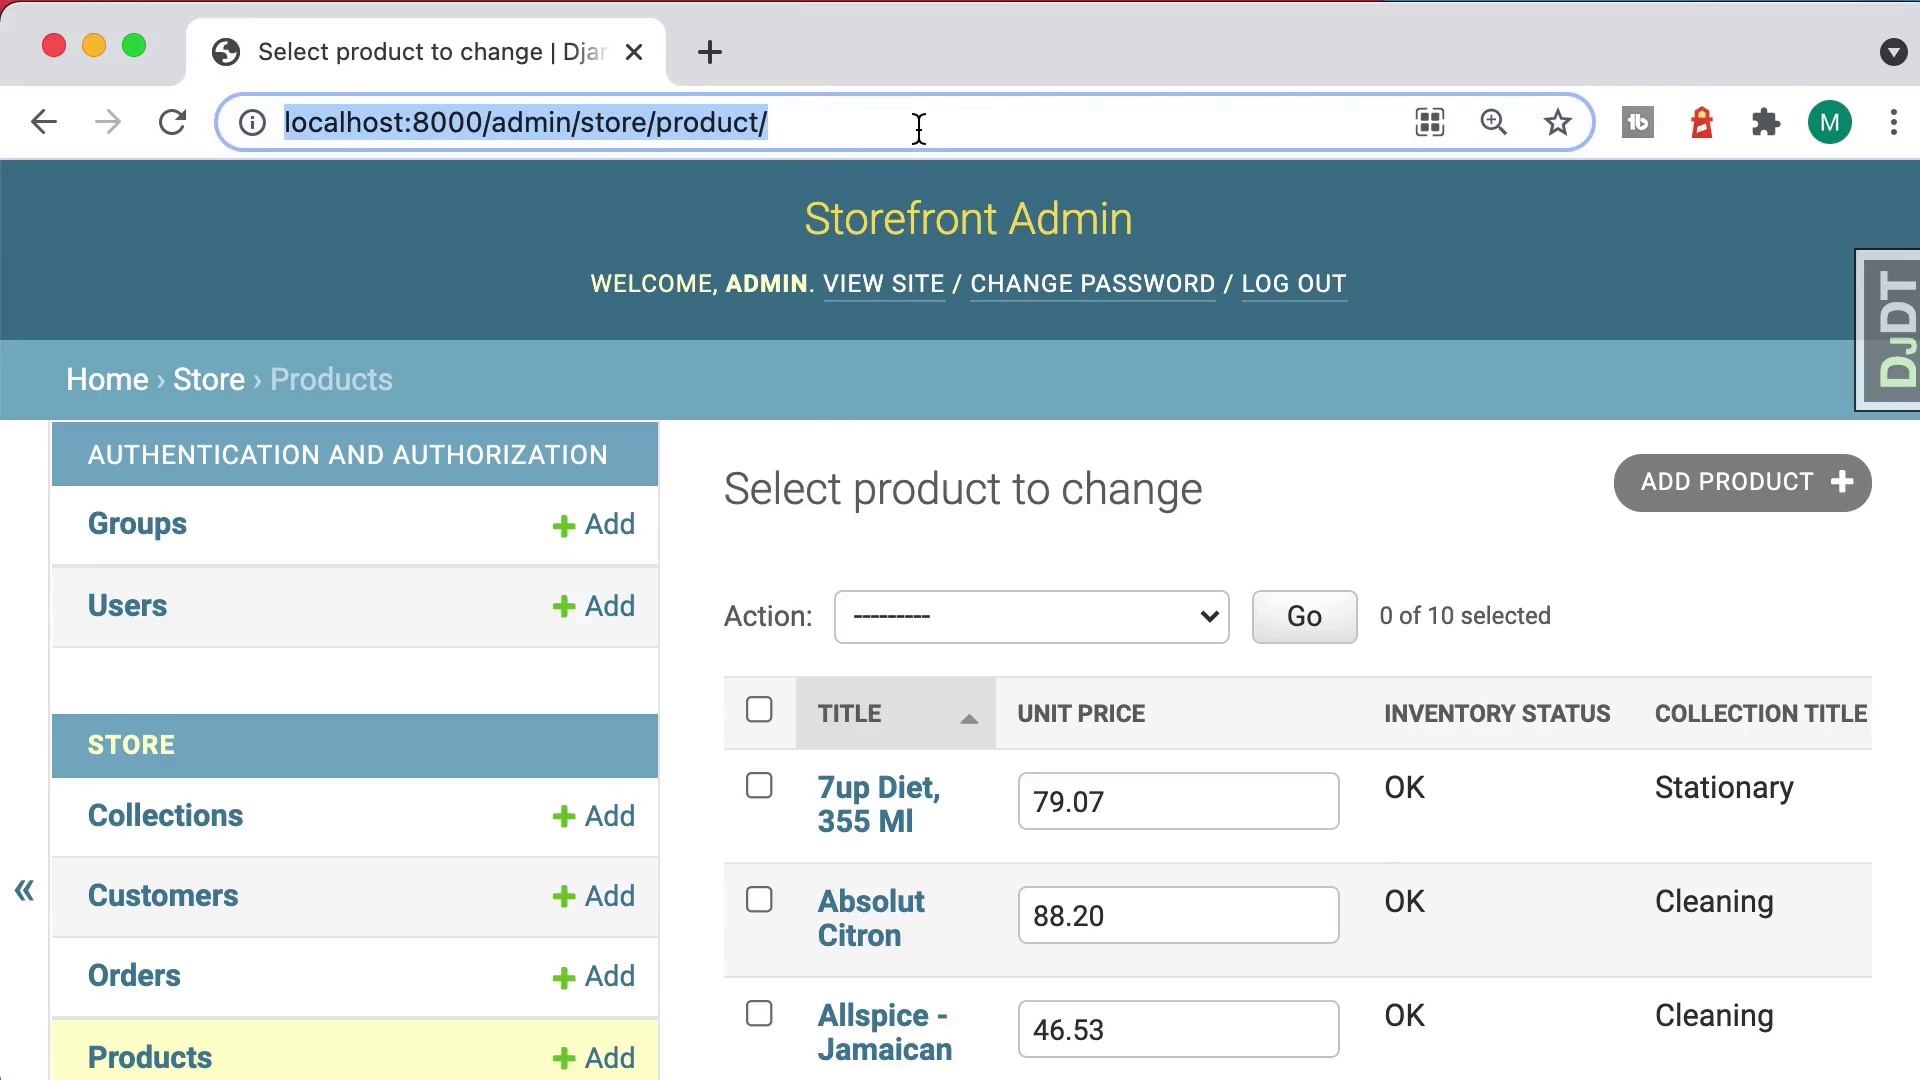 Select product to change | Djan
localhost:8000/admin/store/product/
M
Storefront Admin
WELCOME, ADMIN. VIEW SITE / CHANGE PASSWORD / LOG OUT
DJDT
Home › Store › Products
AUTHENTICATION AND AUTHORIZATION
Groups + Add
Users + Add
STORE
Collections + Add
Customers + Add
Orders + Add
Products + Add
«
Select product to change
ADD PRODUCT +
Action: --------- Go 0 of 10 selected
TITLE UNIT PRICE INVENTORY STATUS COLLECTION TITLE
7up Diet, 355 Ml 79.07 OK Stationary
Absolut Citron 88.20 OK Cleaning
Allspice - Jamaican 46.53 OK Cleaning